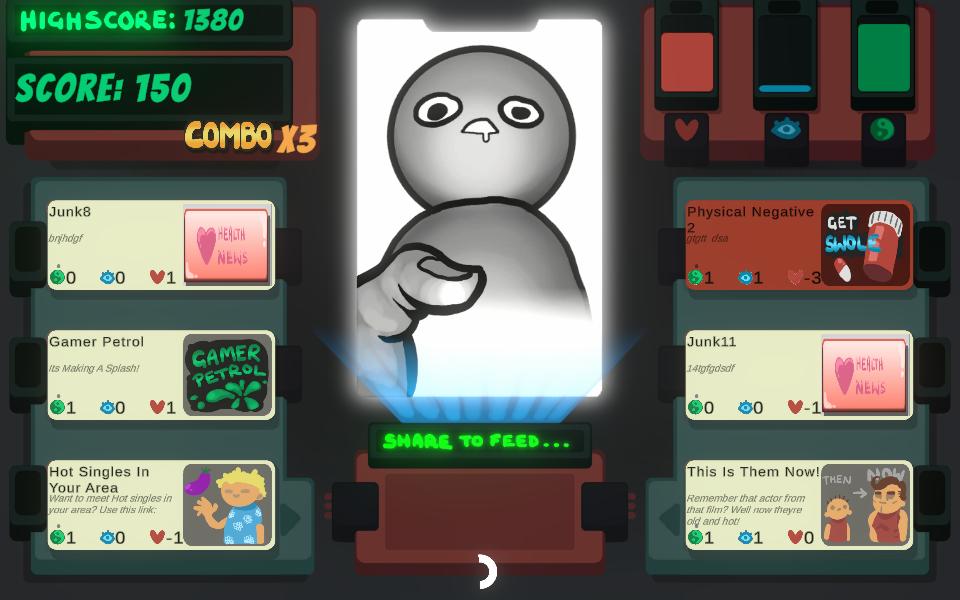 HIGHSCORE: 1380
SCORE: 150
COMBO X3
Junk8
bnjhdgf
HEALTH
NEWS
0 0 1
Gamer Petrol
Its Making A Splash!
GAMER
PETROL
1 0 1
Hot Singles In
Your Area
Want to meet Hot singles in
your area? Use this link:
1 0 -1
SHARE TO FEED...
Physical Negative
2
gtgtt dsa
GET
SWOLE
1 1 -3
Junk11
14tgfgdsdf
HEALTH
NEWS
0 0 -1
This Is Them Now!
THEN NOW
Remember that actor from
that film? Well now theyre
old and hot!
1 1 0